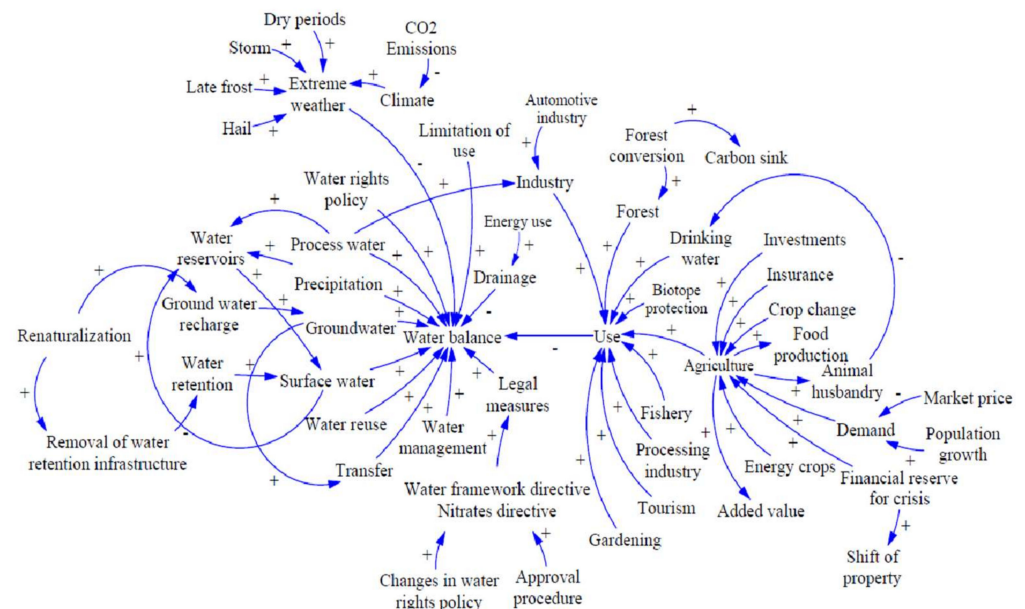 Dry periods
CO2
Emissions
Storm
Late frost
Extreme
weather
Climate
Hail
Automotive
industry
Limitation of
use
Forest
conversion
Carbon sink
Water rights
policy
Industry
Forest
Energy use
Water
reservoirs
Process water
Drainage
Drinking
water
Investments
Insurance
Precipitation
Biotope
protection
Ground water
recharge
Crop change
Renaturalization
Groundwater
Water balance
Use
Food
production
Agriculture
Water
retention
Surface water
Legal
measures
Animal
husbandry
Market price
Fishery
Demand
Removal of water
retention infrastructure
Water reuse
Water
management
Processing
industry
Population
growth
Transfer
Energy crops
Water framework directive
Nitrates directive
Financial reserve
for crisis
Tourism
Added value
Gardening
Shift of
property
Changes in water
rights policy
Approval
procedure